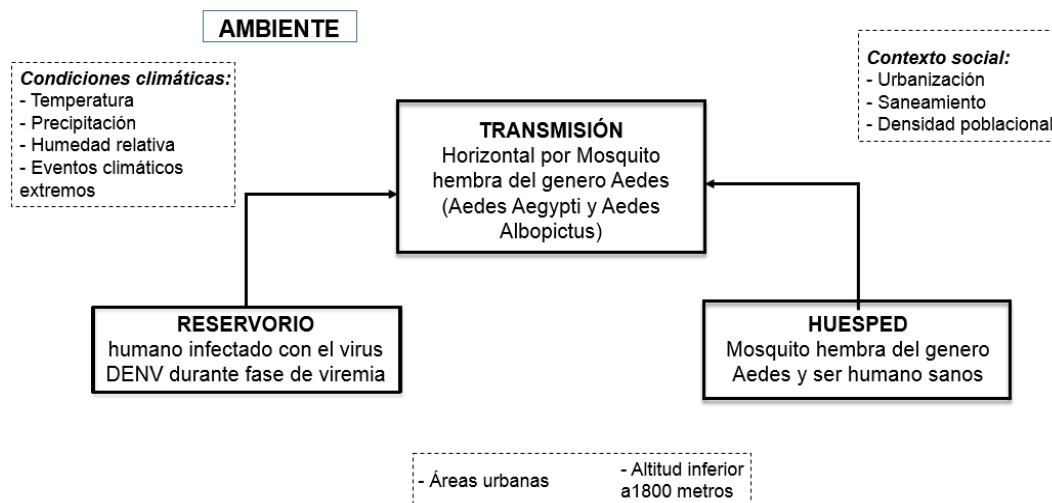 AMBIENTE
Condiciones climáticas:
- Temperatura
- Precipitación
- Humedad relativa
- Eventos climáticos
extremos
Contexto social:
- Urbanización
- Saneamiento
- Densidad poblacional
TRANSMISIÓN
Horizontal por Mosquito
hembra del genero Aedes
(Aedes Aegypti y Aedes
Albopictus)
RESERVORIO
humano infectado con el virus
DENV durante fase de viremia
HUESPED
Mosquito hembra del genero
Aedes y ser humano sanos
- Áreas urbanas
- Altitud inferior
a1800 metros